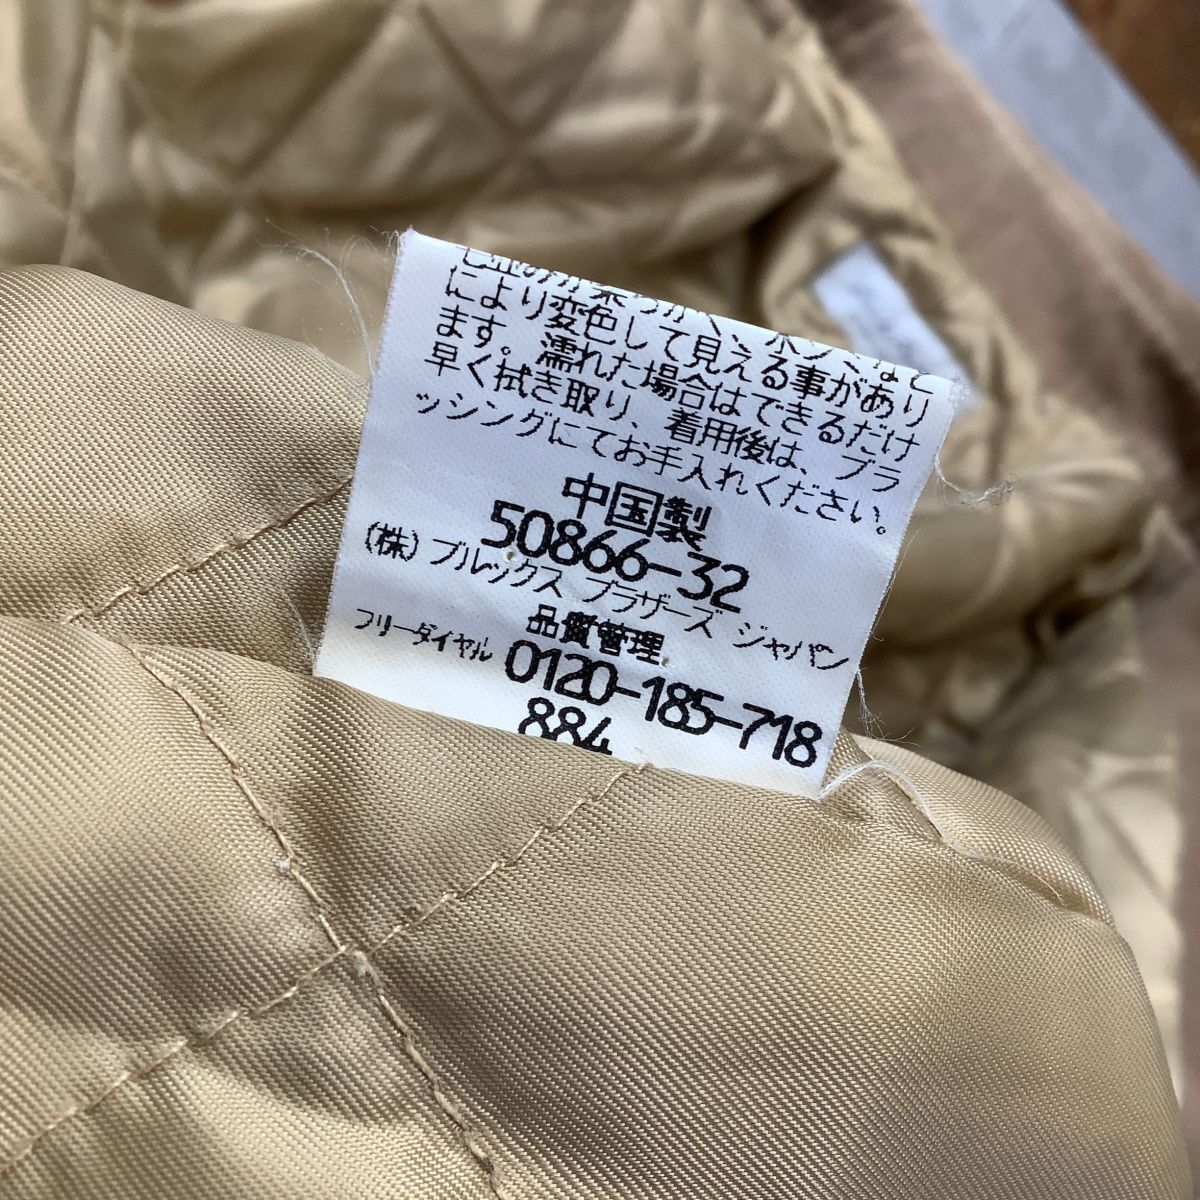 により変色して見える事があり
ます。濡れた場合はできるだけ
早く拭き取り、着用後は、ブラ
ッシングにてお手入れください。
中国製
50866-32
(株)ブルックス ブラザーズ ジャパン
品質管理
フリーダイヤル 0120-185-718
884